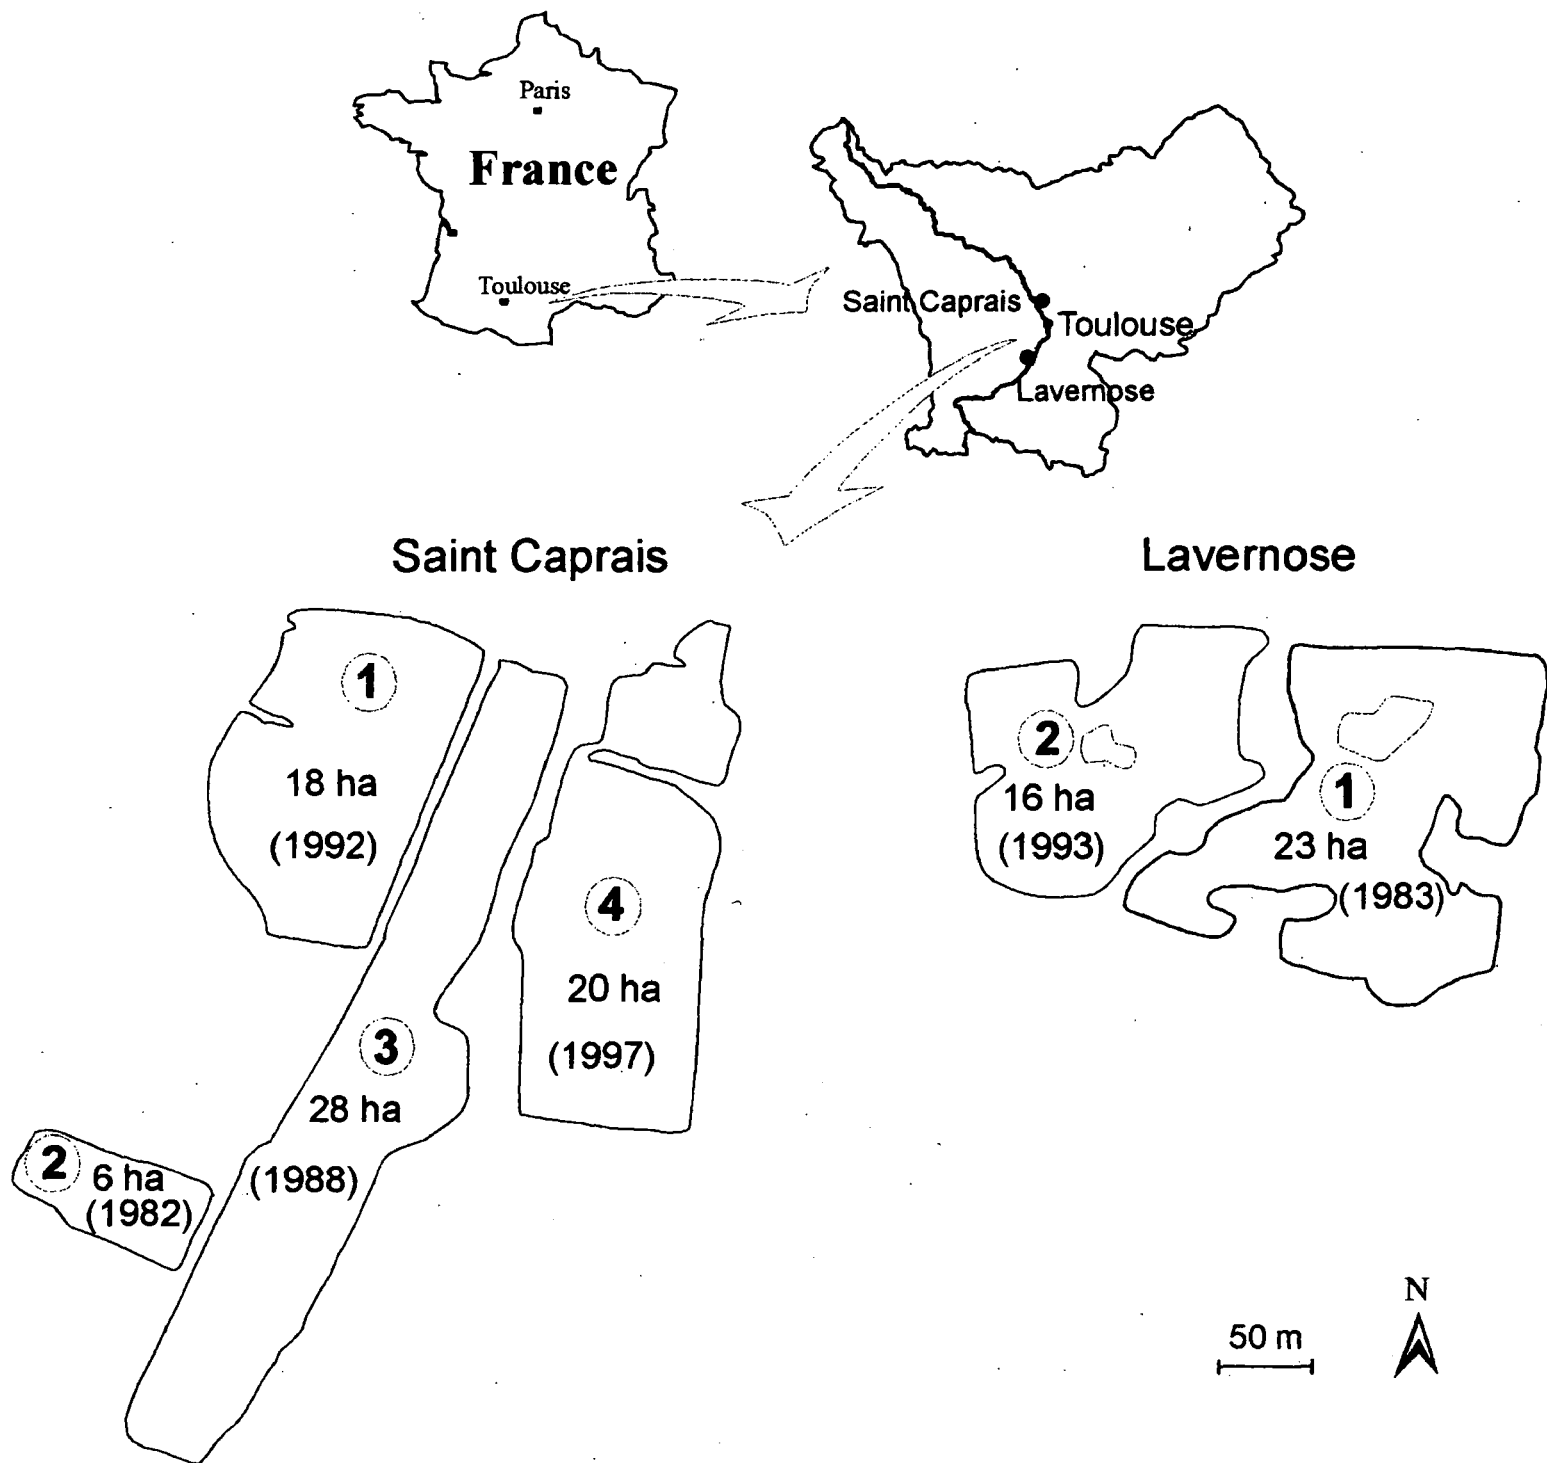 Paris
France
Toulouse
Saint Caprais
Toulouse
Lavernose
Saint Caprais
Lavernose
1
18 ha
(1992)
2
6 ha
(1982)
3
28 ha
(1988)
4
20 ha
(1997)
2
16 ha
(1993)
1
23 ha
(1983)
50 m
N